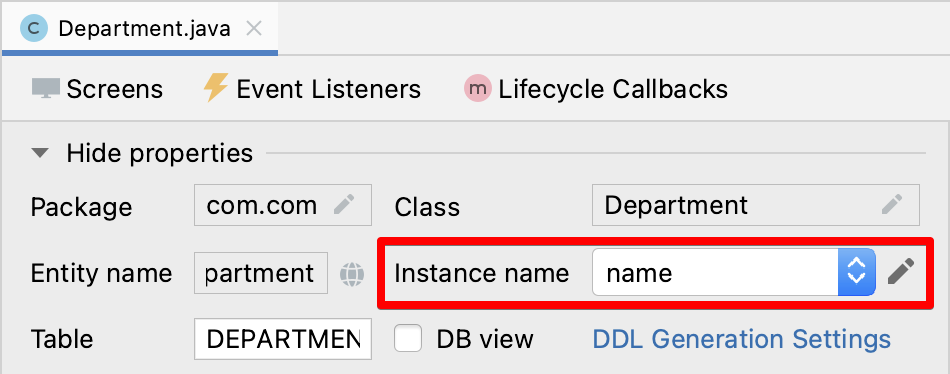 C Department.java
Screens Event Listeners m Lifecycle Callbacks
Hide properties
Package com.com Class Department
Entity name partment Instance name name
Table DEPARTMEN DB view DDL Generation Settings